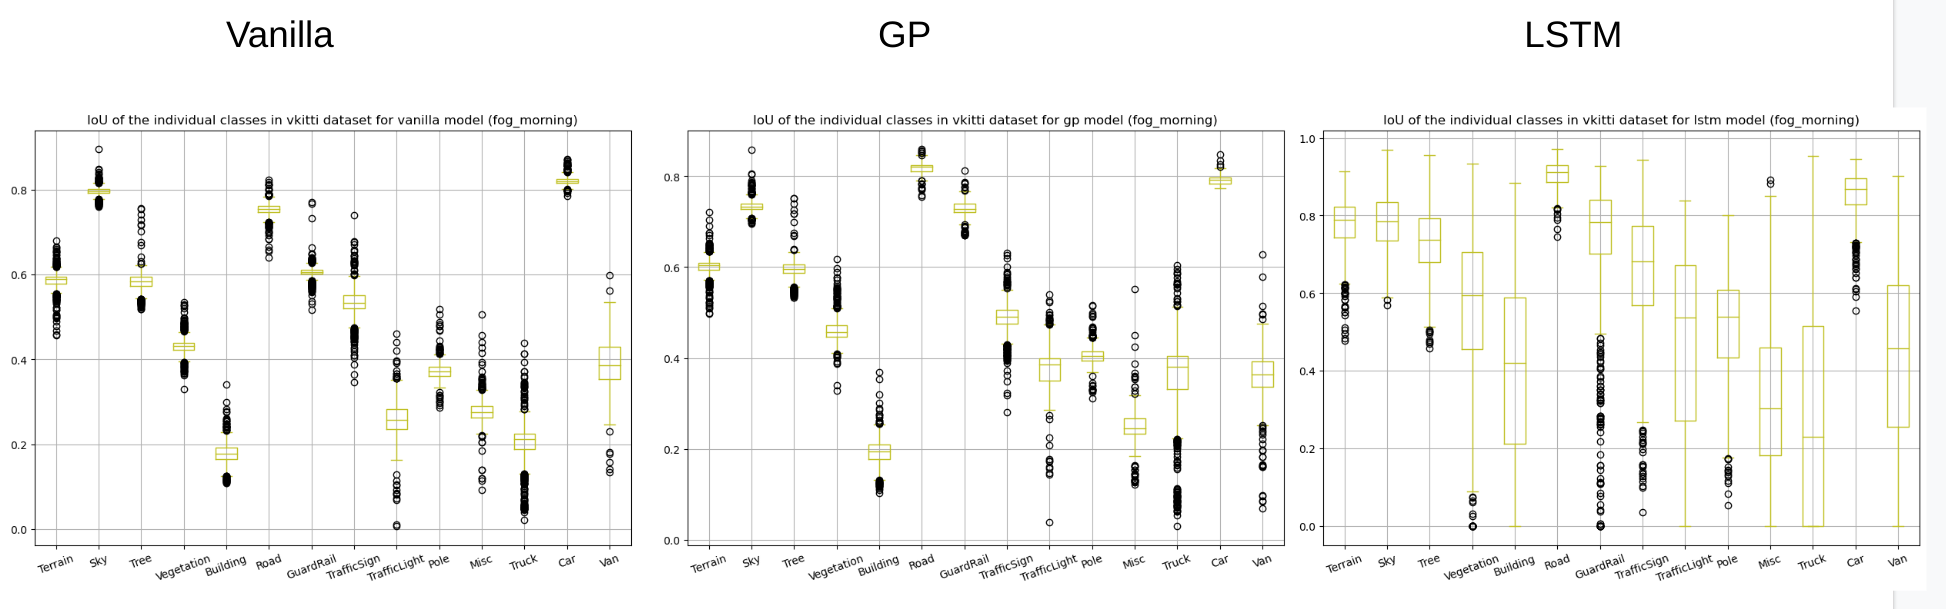 Vanilla
GP
LSTM
IoU of the individual classes in vkitti dataset for vanilla model (fog_morning)
0.8
0.6
0.4
0.2
0.0
Terrain
Sky
Tree
Vegetation
Building
Road
GuardRail
TrafficSign
TrafficLight
Pole
Misc
Truck
Car
Van
IoU of the individual classes in vkitti dataset for gp model (fog_morning)
0.8
0.6
0.4
0.2
0.0
Terrain
Sky
Tree
Vegetation
Building
Road
GuardRail
TrafficSign
TrafficLight
Pole
Misc
Truck
Car
Van
IoU of the individual classes in vkitti dataset for lstm model (fog_morning)
1.0
0.8
0.6
0.4
0.2
0.0
Terrain
Sky
Tree
Vegetation
Building
Road
GuardRail
TrafficSign
TrafficLight
Pole
Misc
Truck
Car
Van